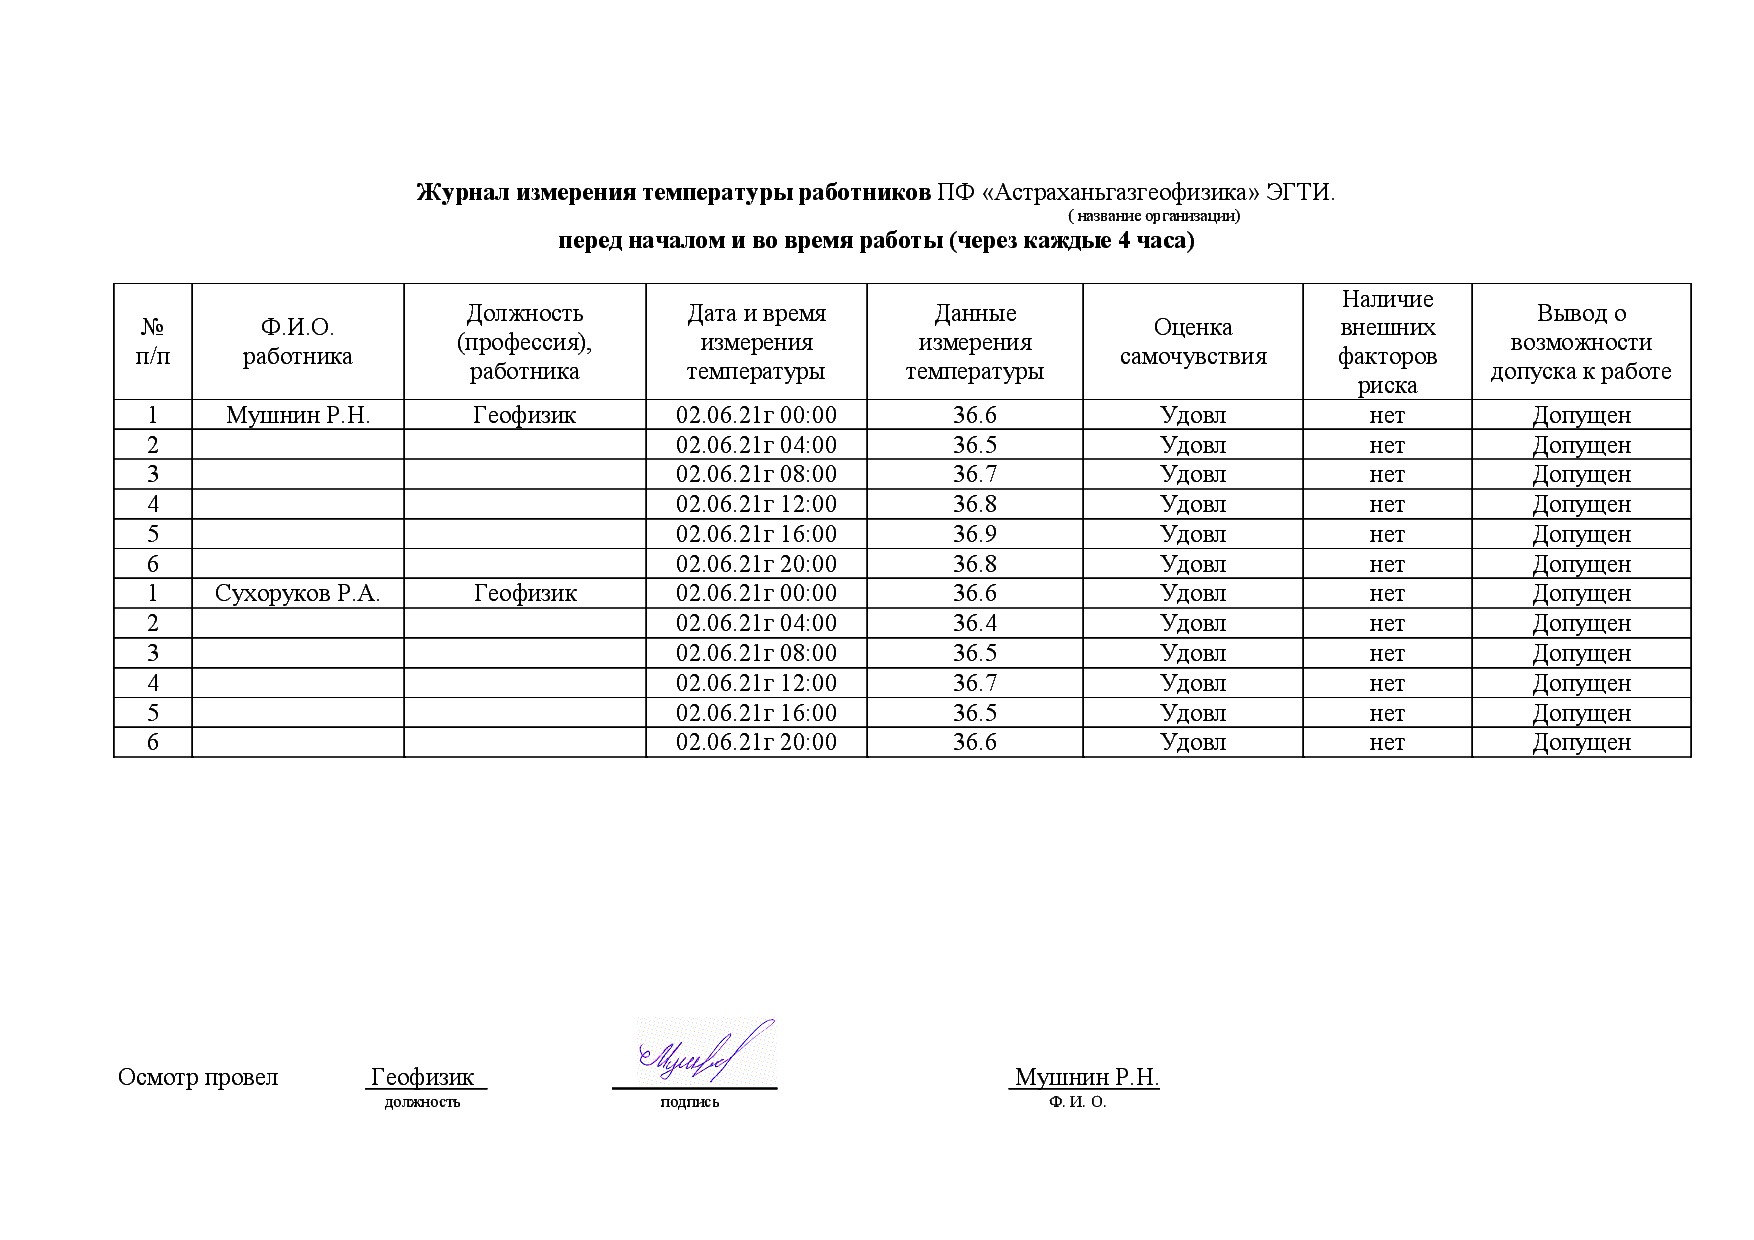 Журнал измерения температуры работников ПФ «Астраханьгазгеофизика» ЭГТИ.
( название организации)
перед началом и во время работы (через каждые 4 часа)
№ п/п Ф.И.О. работника Должность (профессия), работника Дата и время измерения температуры Данные измерения температуры Оценка самочувствия Наличие внешних факторов риска Вывод о возможности допуска к работе
1 Мушнин Р.Н. Геофизик 02.06.21г 00:00 36.6 Удовл нет Допущен
2 02.06.21г 04:00 36.5 Удовл нет Допущен
3 02.06.21г 08:00 36.7 Удовл нет Допущен
4 02.06.21г 12:00 36.8 Удовл нет Допущен
5 02.06.21г 16:00 36.9 Удовл нет Допущен
6 02.06.21г 20:00 36.8 Удовл нет Допущен
1 Сухоруков Р.А. Геофизик 02.06.21г 00:00 36.6 Удовл нет Допущен
2 02.06.21г 04:00 36.4 Удовл нет Допущен
3 02.06.21г 08:00 36.5 Удовл нет Допущен
4 02.06.21г 12:00 36.7 Удовл нет Допущен
5 02.06.21г 16:00 36.5 Удовл нет Допущен
6 02.06.21г 20:00 36.6 Удовл нет Допущен
Осмотр провел Геофизик Мушнин Р.Н.
должность подпись Ф. И. О.